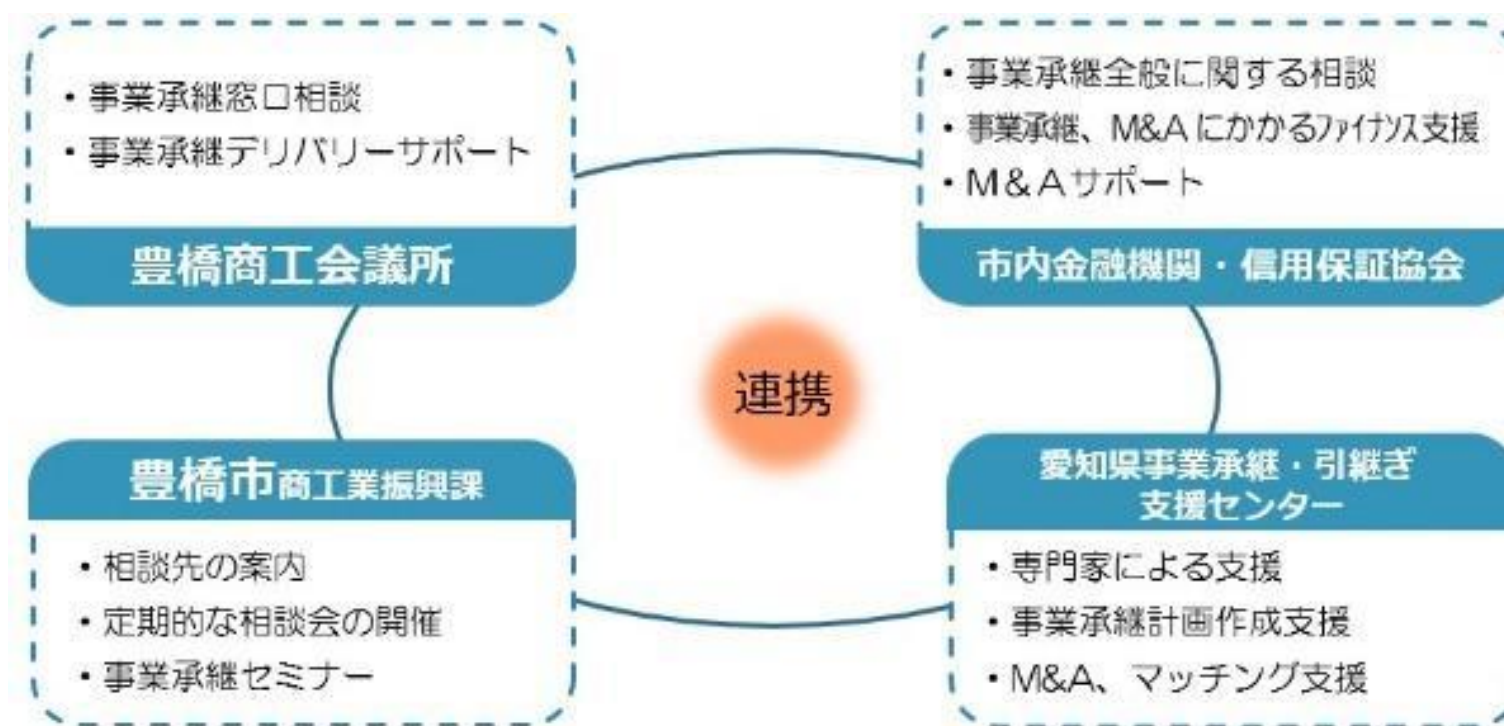 ・事業承継窓口相談
・事業承継デリバリーサポート
豊橋商工会議所
・事業承継全般に関する相談
・事業承継、M&Aにかかるファイナンス支援
・M&Aサポート
市内金融機関・信用保証協会
連携
豊橋市商工業振興課
・相談先の案内
・定期的な相談会の開催
・事業承継セミナー
愛知県事業承継・引継ぎ
支援センター
・専門家による支援
・事業承継計画作成支援
・M&A、マッチング支援